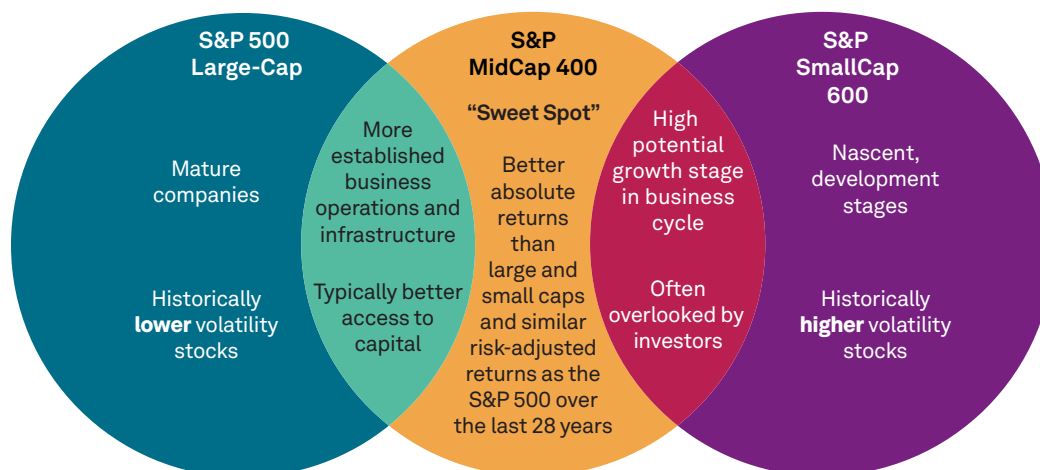 S&P 500
Large-Cap
Mature
companies
Historically
lower volatility
stocks
More
established
business
operations and
infrastructure
Typically better
access to
capital
S&P
MidCap 400
“Sweet Spot”
Better
absolute
returns
than
large and
small caps
and similar
risk-adjusted
returns as the
S&P 500 over
the last 28 years
High
potential
growth stage
in business
cycle
Often
overlooked by
investors
S&P
SmallCap
600
Nascent,
development
stages
Historically
higher volatility
stocks